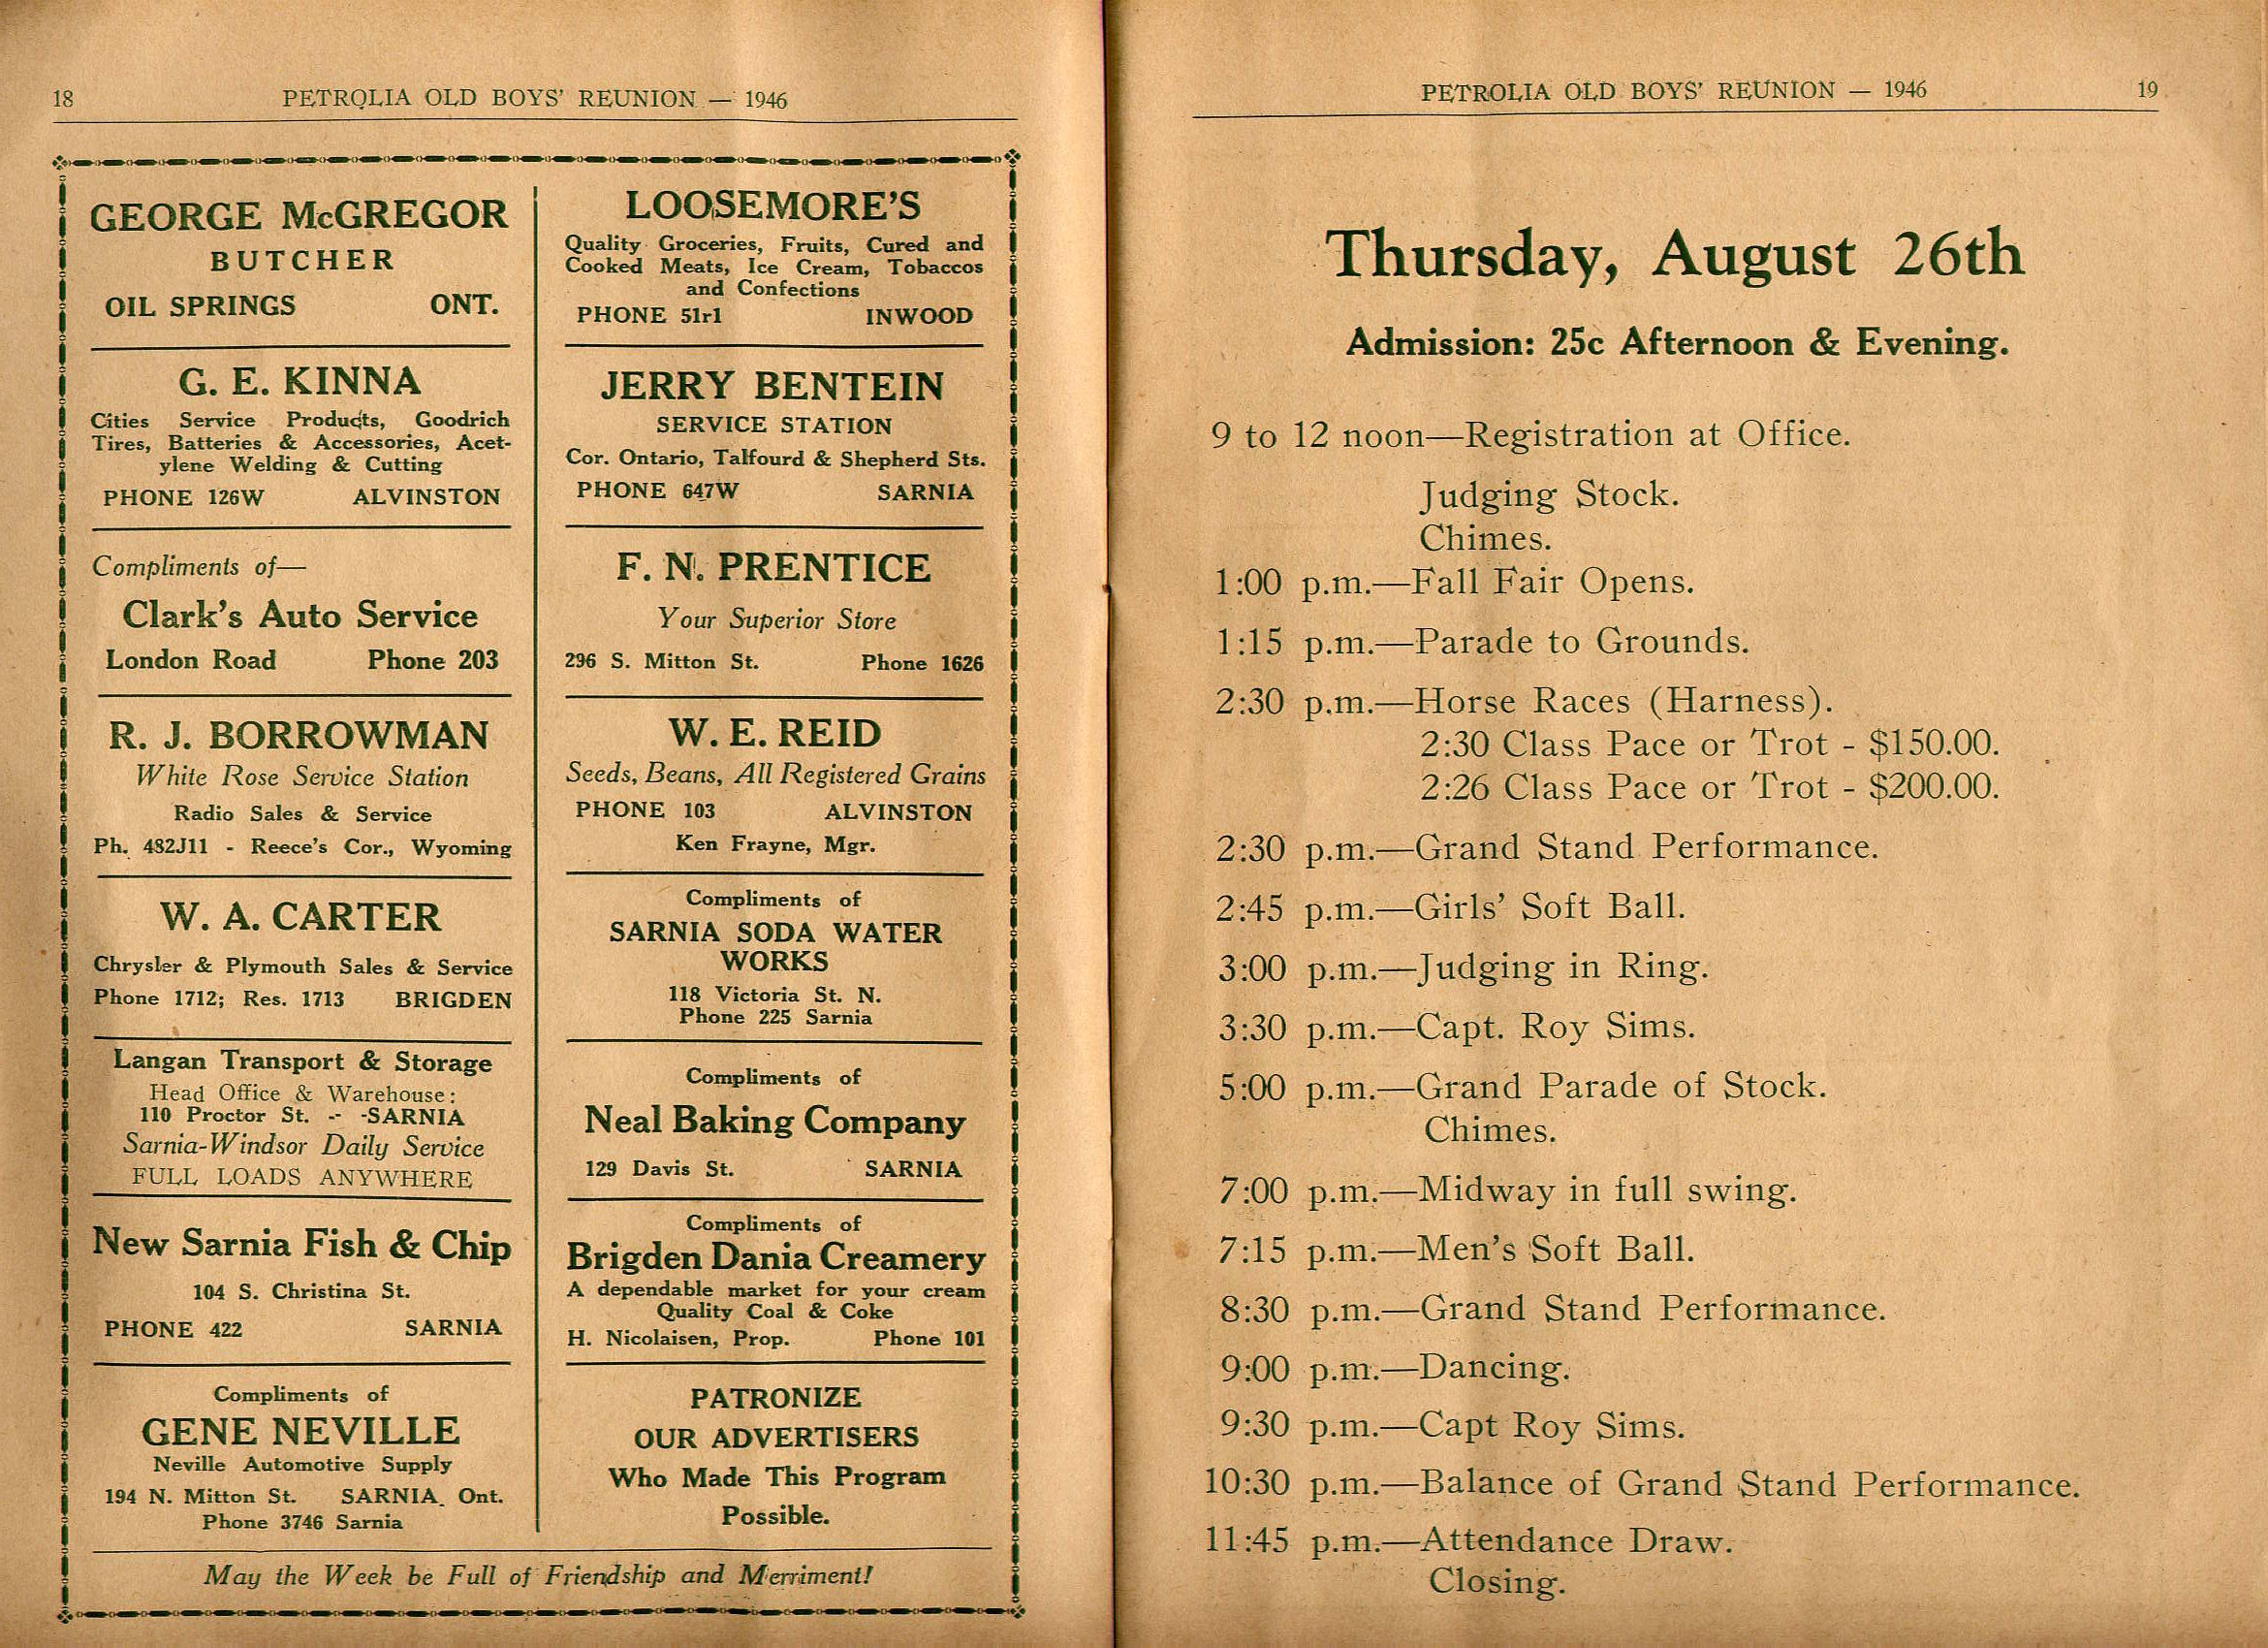 18 PETROLIA OLD BOYS' REUNION — 1946
GEORGE McGREGOR
BUTCHER
OIL SPRINGS ONT.
G. E. KINNA
Cities Service Products, Goodrich
Tires, Batteries & Accessories, Acet-
ylene Welding & Cutting
PHONE 126W ALVINSTON
Compliments of—
Clark's Auto Service
London Road Phone 203
R. J. BORROWMAN
White Rose Service Station
Radio Sales & Service
Ph. 482J11 - Reece's Cor., Wyoming
W. A. CARTER
Chrysler & Plymouth Sales & Service
Phone 1712; Res. 1713 BRIGDEN
Langan Transport & Storage
Head Office & Warehouse:
110 Proctor St. -- -SARNIA
Sarnia-Windsor Daily Service
FULL LOADS ANYWHERE
New Sarnia Fish & Chip
104 S. Christina St.
PHONE 422 SARNIA
Compliments of
GENE NEVILLE
Neville Automotive Supply
194 N. Mitton St. SARNIA, Ont.
Phone 3746 Sarnia
LOOSEMORE'S
Quality Groceries, Fruits, Cured and
Cooked Meats, Ice Cream, Tobaccos
and Confections
PHONE 51r1 INWOOD
JERRY BENTEIN
SERVICE STATION
Cor. Ontario, Talfourd & Shepherd Sts.
PHONE 647W SARNIA
F. N. PRENTICE
Your Superior Store
296 S. Mitton St. Phone 1626
W. E. REID
Seeds, Beans, All Registered Grains
PHONE 103 ALVINSTON
Ken Frayne, Mgr.
Compliments of
SARNIA SODA WATER
WORKS
118 Victoria St. N.
Phone 225 Sarnia
Compliments of
Neal Baking Company
129 Davis St. SARNIA
Compliments of
Brigden Dania Creamery
A dependable market for your cream
Quality Coal & Coke
H. Nicolaisen, Prop. Phone 101
PATRONIZE
OUR ADVERTISERS
Who Made This Program
Possible.
May the Week be Full of Friendship and Merriment!
PETROLIA OLD BOYS' REUNION — 1946 19
Thursday, August 26th
Admission: 25c Afternoon & Evening.
9 to 12 noon—Registration at Office.
Judging Stock.
Chimes.
1:00 p.m.—Fall Fair Opens.
1:15 p.m.—Parade to Grounds.
2:30 p.m.—Horse Races (Harness).
2:30 Class Pace or Trot - $150.00.
2:26 Class Pace or Trot - $200.00.
2:30 p.m.—Grand Stand Performance.
2:45 p.m.—Girls' Soft Ball.
3:00 p.m.—Judging in Ring.
3:30 p.m.—Capt. Roy Sims.
5:00 p.m.—Grand Parade of Stock.
Chimes.
7:00 p.m.—Midway in full swing.
7:15 p.m.—Men's Soft Ball.
8:30 p.m.—Grand Stand Performance.
9:00 p.m.—Dancing.
9:30 p.m.—Capt Roy Sims.
10:30 p.m.—Balance of Grand Stand Performance.
11:45 p.m.—Attendance Draw.
Closing.